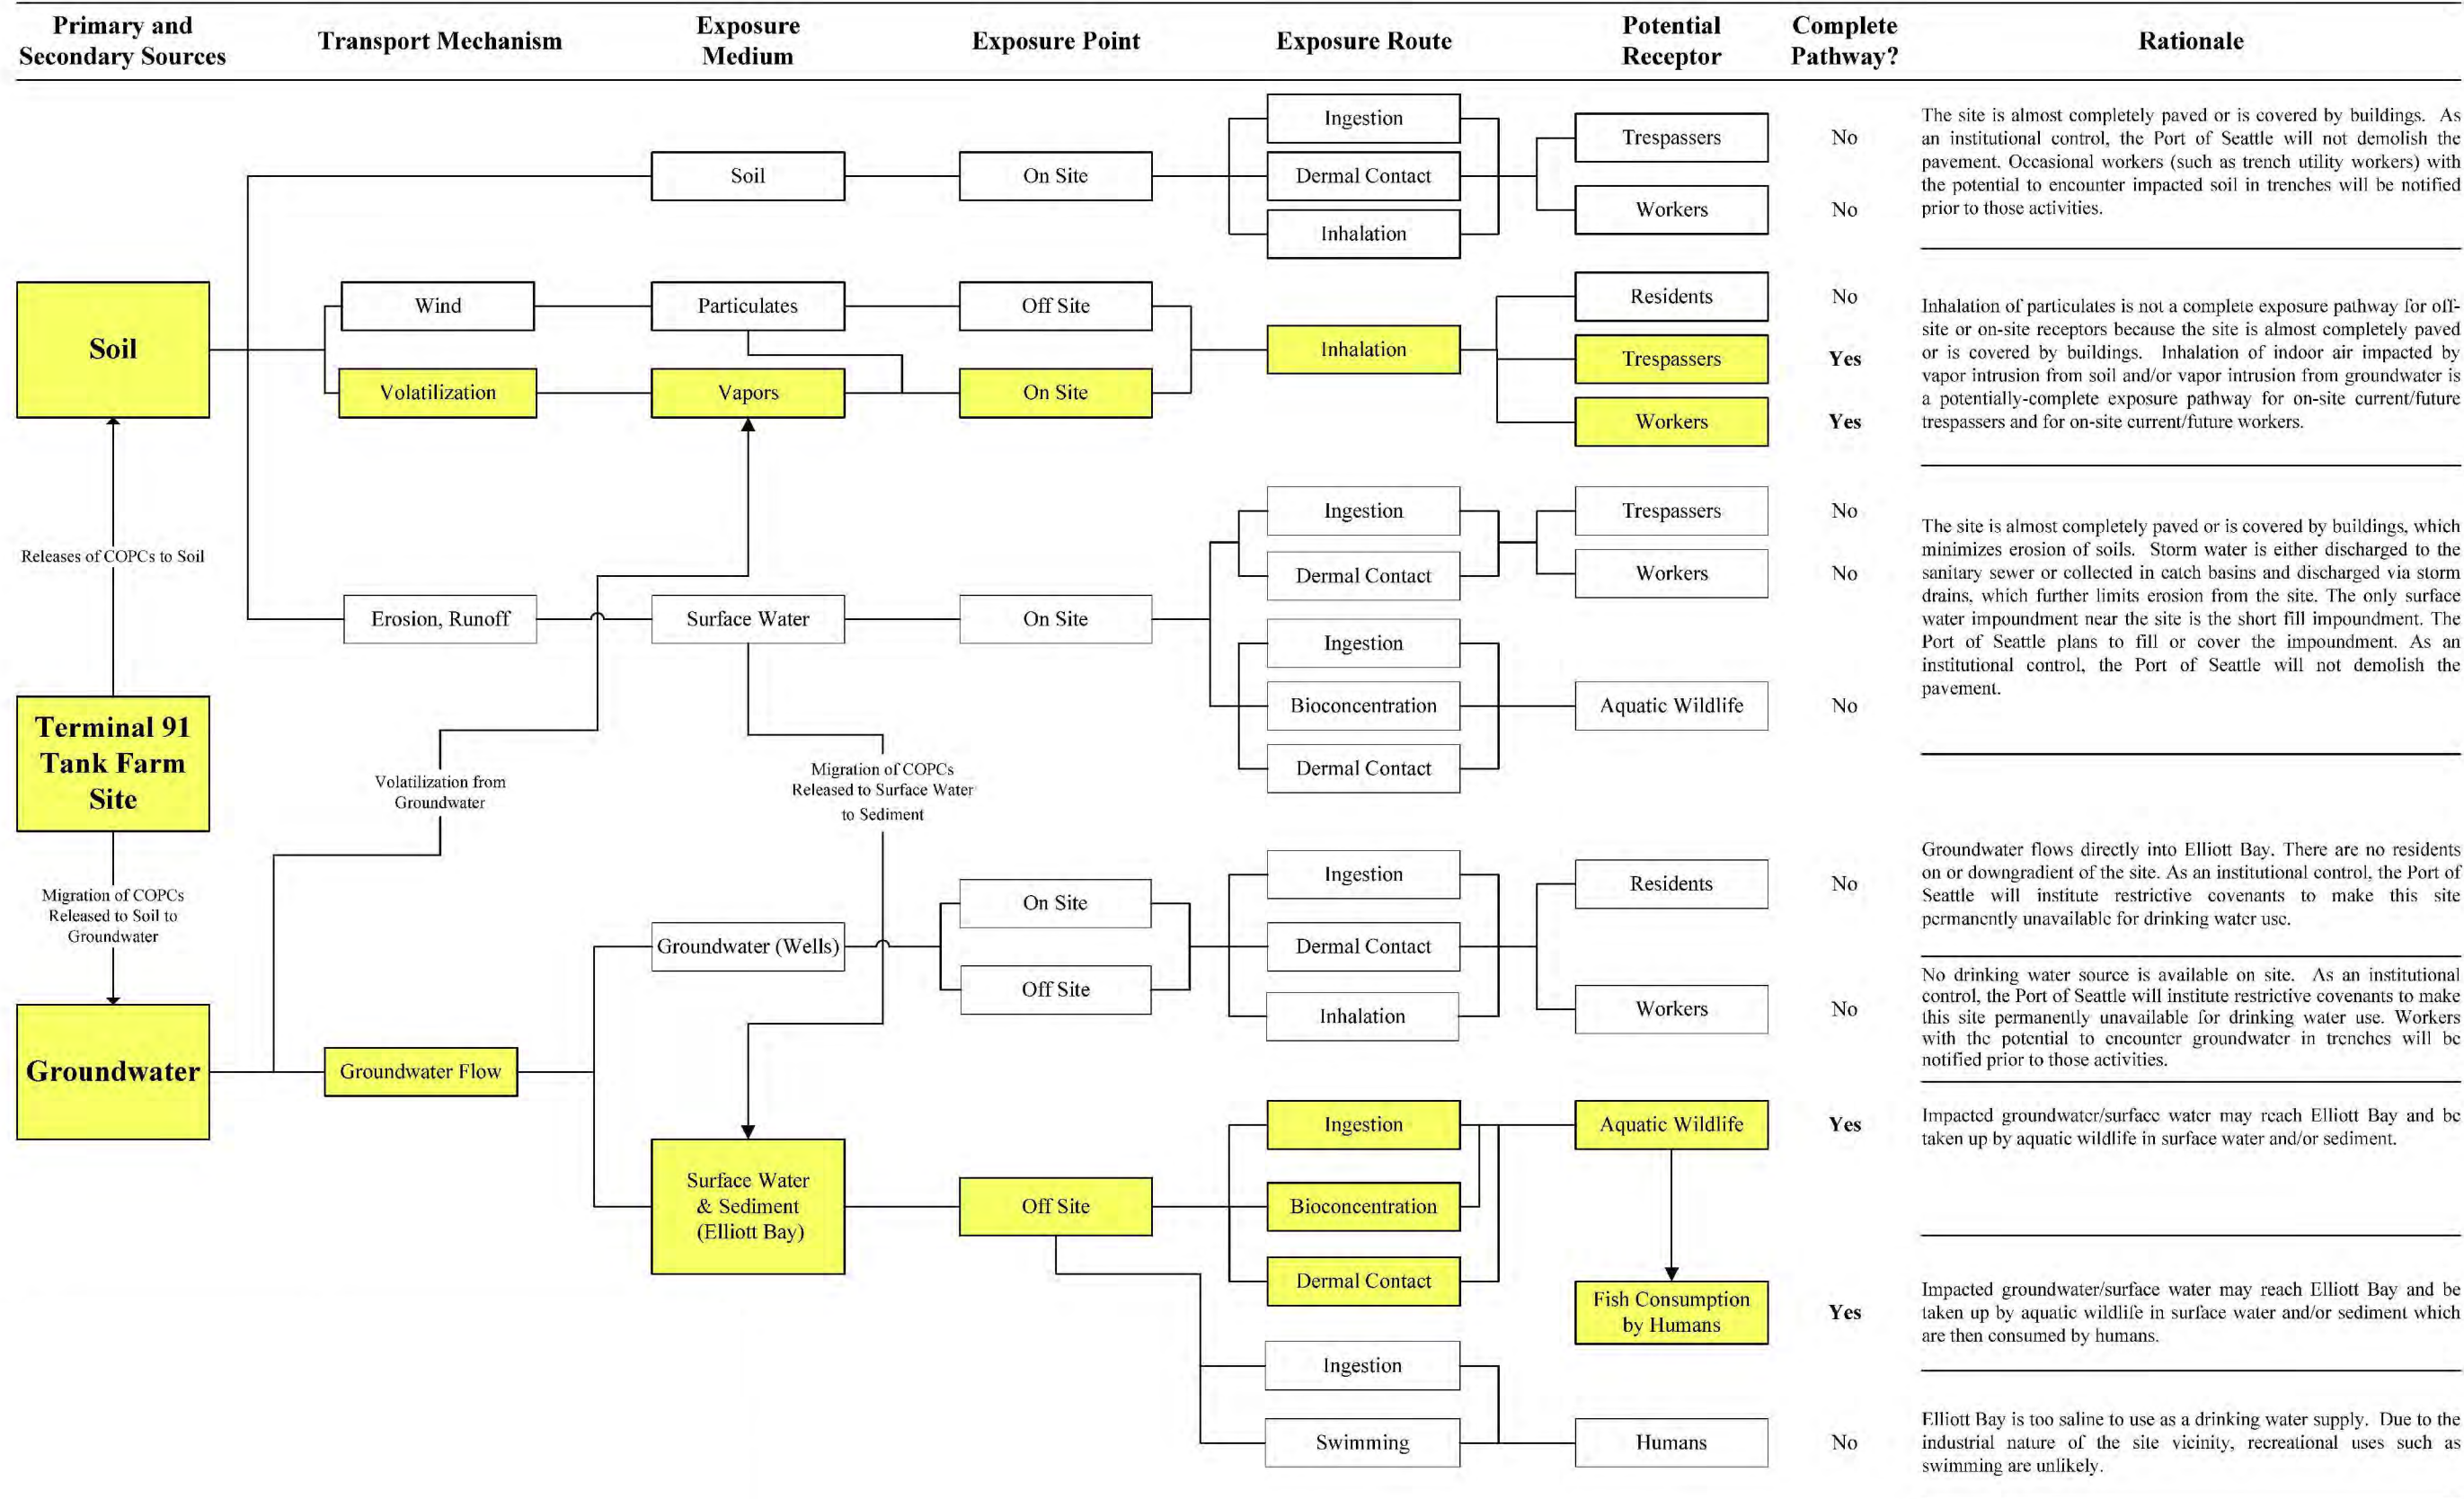 Primary and
Secondary Sources
Transport Mechanism
Exposure
Medium
Exposure Point
Exposure Route
Potential
Receptor
Complete
Pathway?
Rationale
Soil
On Site
Ingestion
Dermal Contact
Inhalation
Trespassers
No
Workers
No
The site is almost completely paved or is covered by buildings. As
an institutional control, the Port of Seattle will not demolish the
pavement. Occasional workers (such as trench utility workers) with
the potential to encounter impacted soil in trenches will be notified
prior to those activities.
Soil
Wind
Particulates
Off Site
Volatilization
Vapors
On Site
Inhalation
Residents
No
Trespassers
Yes
Workers
Yes
Inhalation of particulates is not a complete exposure pathway for off-
site or on-site receptors because the site is almost completely paved
or is covered by buildings. Inhalation of indoor air impacted by
vapor intrusion from soil and/or vapor intrusion from groundwater is
a potentially-complete exposure pathway for on-site current/future
trespassers and for on-site current/future workers.
Releases of COPCs to Soil
Erosion, Runoff
Surface Water
On Site
Ingestion
Dermal Contact
Trespassers
No
Workers
No
Ingestion
Bioconcentration
Dermal Contact
Aquatic Wildlife
No
The site is almost completely paved or is covered by buildings, which
minimizes erosion of soils. Storm water is either discharged to the
sanitary sewer or collected in catch basins and discharged via storm
drains, which further limits erosion from the site. The only surface
water impoundment near the site is the short fill impoundment. The
Port of Seattle plans to fill or cover the impoundment. As an
institutional control, the Port of Seattle will not demolish the
pavement.
Terminal 91
Tank Farm
Site
Volatilization from
Groundwater
Migration of COPCs
Released to Surface Water
to Sediment
Migration of COPCs
Released to Soil to
Groundwater
Groundwater (Wells)
On Site
Off Site
Ingestion
Dermal Contact
Inhalation
Residents
No
Groundwater flows directly into Elliott Bay. There are no residents
on or downgradient of the site. As an institutional control, the Port of
Seattle will institute restrictive covenants to make this site
permanently unavailable for drinking water use.
Workers
No
No drinking water source is available on site. As an institutional
control, the Port of Seattle will institute restrictive covenants to make
this site permanently unavailable for drinking water use. Workers
with the potential to encounter groundwater in trenches will be
notified prior to those activities.
Groundwater
Groundwater Flow
Surface Water
& Sediment
(Elliott Bay)
Off Site
Ingestion
Bioconcentration
Dermal Contact
Aquatic Wildlife
Yes
Impacted groundwater/surface water may reach Elliott Bay and be
taken up by aquatic wildlife in surface water and/or sediment.
Fish Consumption
by Humans
Yes
Impacted groundwater/surface water may reach Elliott Bay and be
taken up by aquatic wildlife in surface water and/or sediment which
are then consumed by humans.
Ingestion
Swimming
Humans
No
Elliott Bay is too saline to use as a drinking water supply. Due to the
industrial nature of the site vicinity, recreational uses such as
swimming are unlikely.